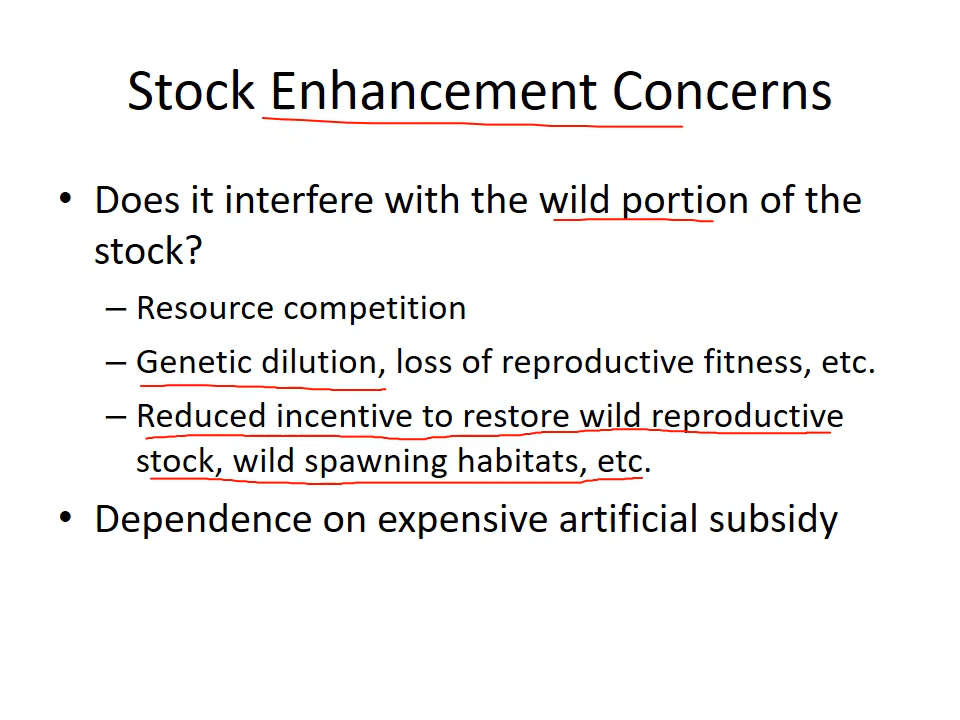 Stock Enhancement Concerns
• Does it interfere with the wild portion of the
stock?
– Resource competition
– Genetic dilution, loss of reproductive fitness, etc.
– Reduced incentive to restore wild reproductive
stock, wild spawning habitats, etc.
• Dependence on expensive artificial subsidy